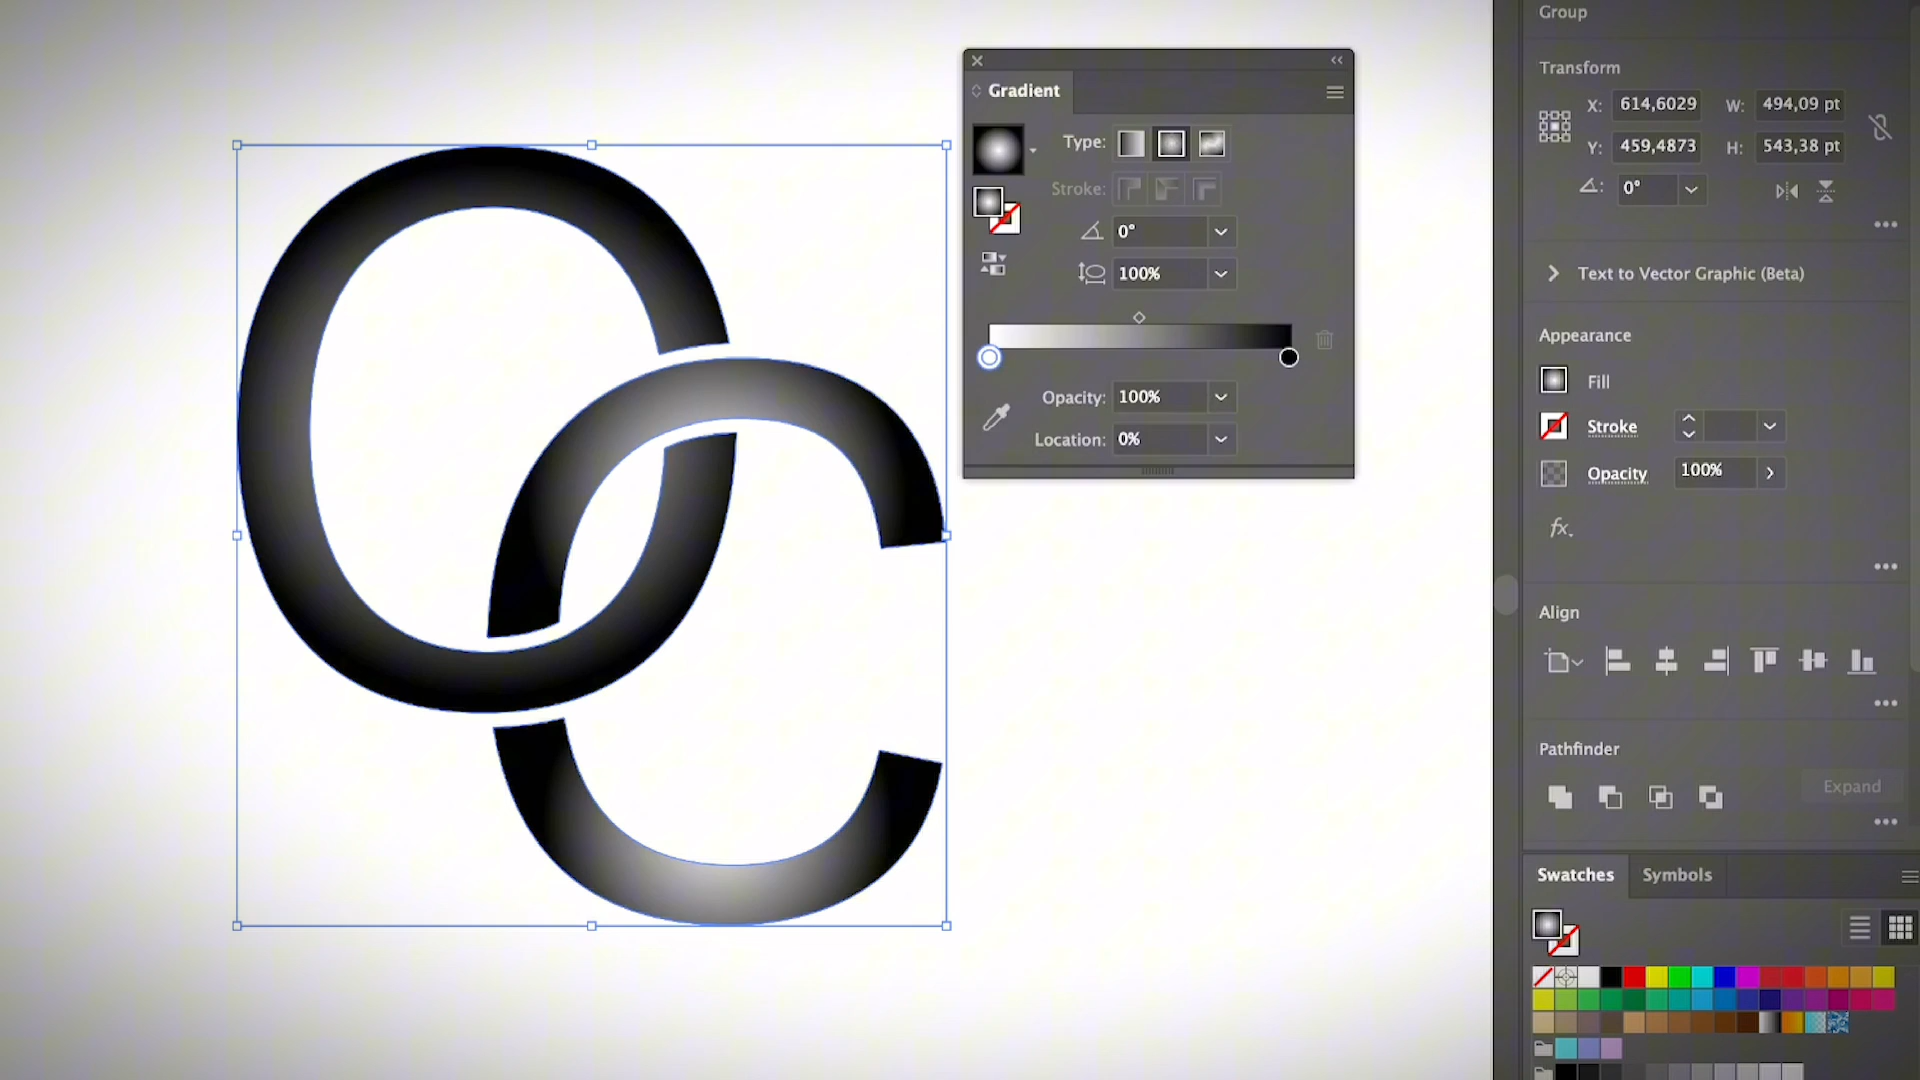 OC
Gradient
Type:
Stroke:
0°
100%
Opacity: 100%
Location: 0%
Group
Transform
X: 614,6029 W: 494,09 pt
Y: 459,4873 H: 543,38 pt
0°
Text to Vector Graphic (Beta)
Appearance
Fill
Stroke
Opacity 100%
fx.
Align
Pathfinder
Expand
Swatches Symbols